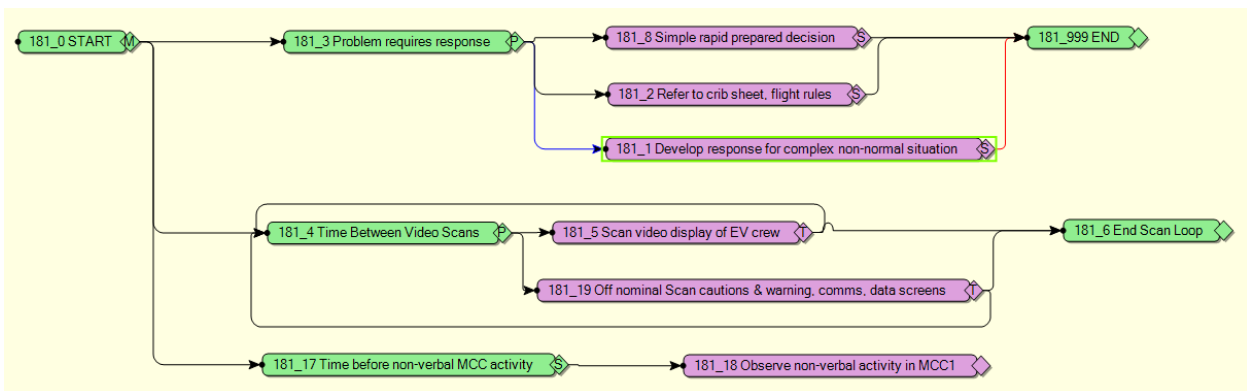 181_0 START M
181_3 Problem requires response P
181_8 Simple rapid prepared decision S
181_999 END
181_2 Refer to crib sheet, flight rules S
181_1 Develop response for complex non-normal situation S
181_4 Time Between Video Scans P
181_5 Scan video display of EV crew T
181_6 End Scan Loop
181_19 Off nominal Scan cautions & warning, comms, data screens T
181_17 Time before non-verbal MCC activity S
181_18 Observe non-verbal activity in MCC1